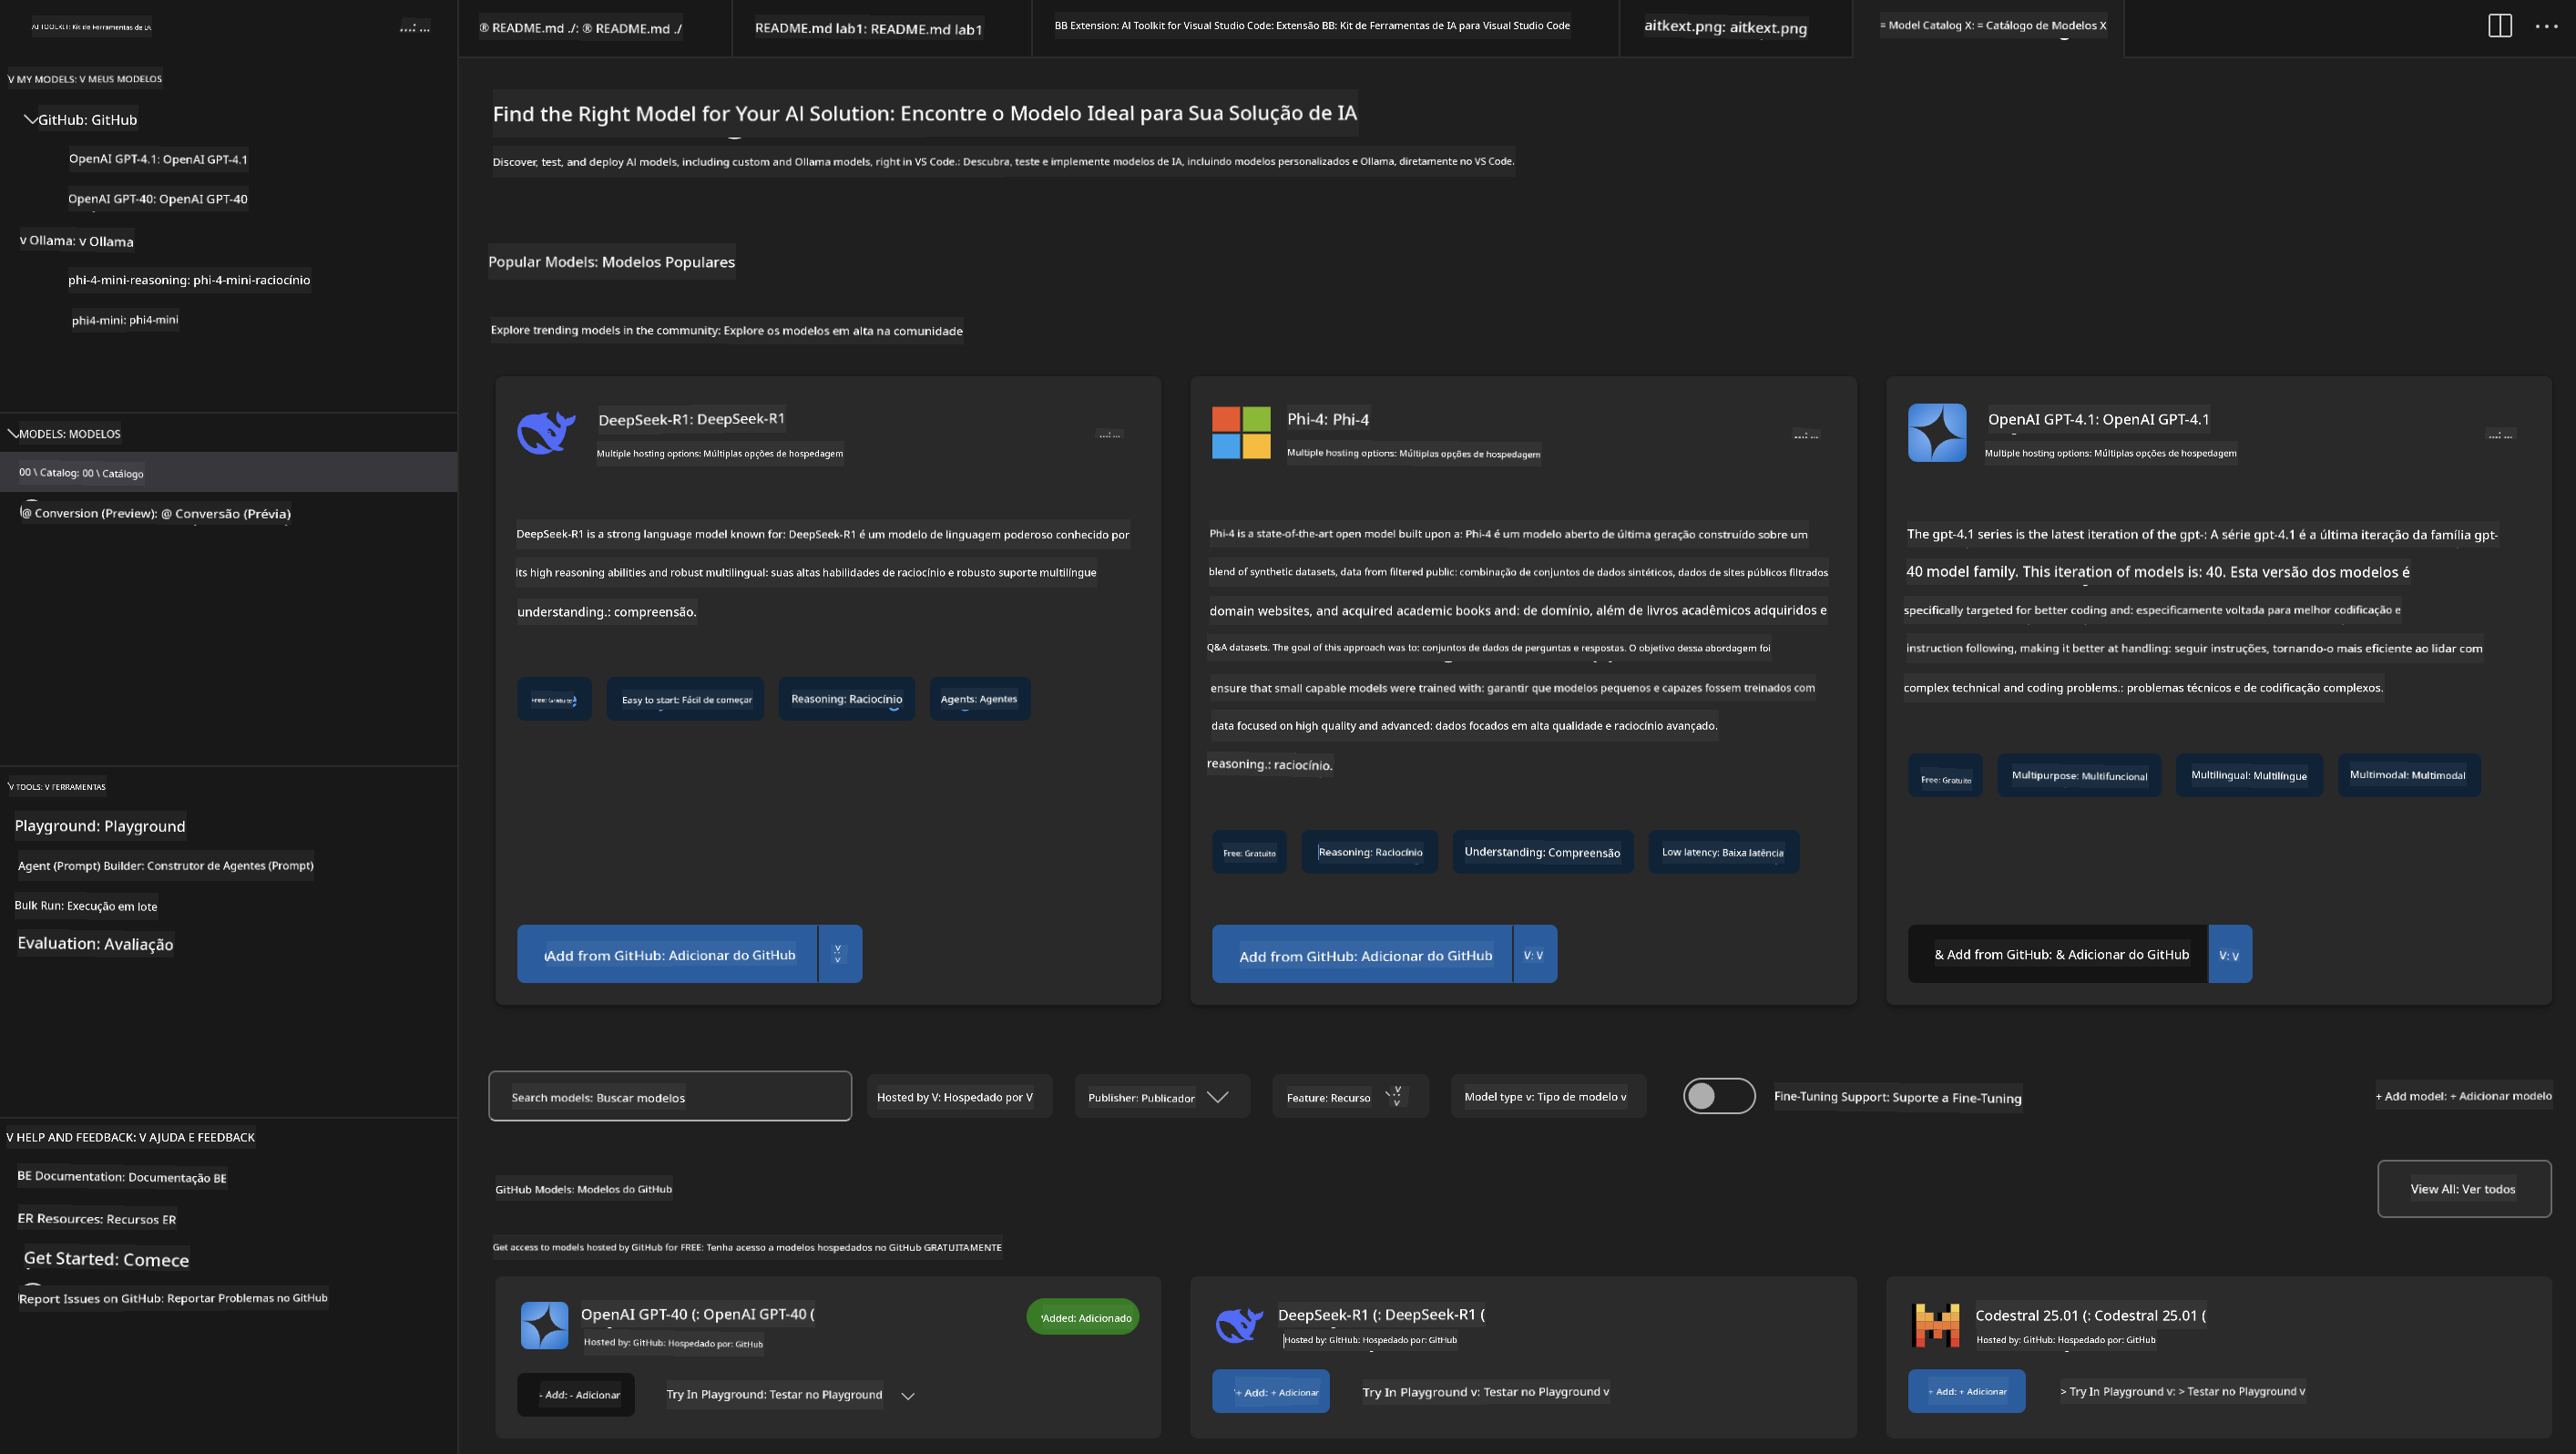 AI TOOLKIT: Kit de Ferramentas de IA
....: ...
® README.md ./: ® README.md ./
README.md lab1: README.md lab1
BB Extension: AI Toolkit for Visual Studio Code: Extensão BB: Kit de Ferramentas de IA para Visual Studio Code
aitkext.png: aitkext.png
= Model Catalog X: = Catálogo de Modelos X
V MY MODELS: V MEUS MODELOS
GitHub: GitHub
OpenAI GPT-4.1: OpenAI GPT-4.1
OpenAI GPT-40: OpenAI GPT-40
v Ollama: v Ollama
phi-4-mini-reasoning: phi-4-mini-raciocínio
phi4-mini: phi4-mini
MODELS: MODELOS
00 \ Catalog: 00 \ Catálogo
@ Conversion (Preview): @ Conversão (Prévia)
V TOOLS: V FERRAMENTAS
Playground: Playground
Agent (Prompt) Builder: Construtor de Agentes (Prompt)
Bulk Run: Execução em lote
Evaluation: Avaliação
V HELP AND FEEDBACK: V AJUDA E FEEDBACK
BE Documentation: Documentação BE
ER Resources: Recursos ER
Get Started: Comece
Report Issues on GitHub: Reportar Problemas no GitHub
Find the Right Model for Your AI Solution: Encontre o Modelo Ideal para Sua Solução de IA
Discover, test, and deploy AI models, including custom and Ollama models, right in VS Code.: Descubra, teste e implemente modelos de IA, incluindo modelos personalizados e Ollama, diretamente no VS Code.
Popular Models: Modelos Populares
Explore trending models in the community: Explore os modelos em alta na comunidade
DeepSeek-R1: DeepSeek-R1
....: ...
Multiple hosting options: Múltiplas opções de hospedagem
DeepSeek-R1 is a strong language model known for: DeepSeek-R1 é um modelo de linguagem poderoso conhecido por
its high reasoning abilities and robust multilingual: suas altas habilidades de raciocínio e robusto suporte multilíngue
understanding.: compreensão.
Free: Gratuito
Easy to start: Fácil de começar
Reasoning: Raciocínio
Agents: Agentes
Add from GitHub: Adicionar do GitHub
v: v
Phi-4: Phi-4
....: ...
Multiple hosting options: Múltiplas opções de hospedagem
Phi-4 is a state-of-the-art open model built upon a: Phi-4 é um modelo aberto de última geração construído sobre um
blend of synthetic datasets, data from filtered public: combinação de conjuntos de dados sintéticos, dados de sites públicos filtrados
domain websites, and acquired academic books and: de domínio, além de livros acadêmicos adquiridos e
Q&A datasets. The goal of this approach was to: conjuntos de dados de perguntas e respostas. O objetivo dessa abordagem foi
ensure that small capable models were trained with: garantir que modelos pequenos e capazes fossem treinados com
data focused on high quality and advanced: dados focados em alta qualidade e raciocínio avançado.
reasoning.: raciocínio.
Free: Gratuito
Reasoning: Raciocínio
Understanding: Compreensão
Low latency: Baixa latência
Add from GitHub: Adicionar do GitHub
V: V
OpenAI GPT-4.1: OpenAI GPT-4.1
....: ...
Multiple hosting options: Múltiplas opções de hospedagem
The gpt-4.1 series is the latest iteration of the gpt-: A série gpt-4.1 é a última iteração da família gpt-
40 model family. This iteration of models is: 40. Esta versão dos modelos é
specifically targeted for better coding and: especificamente voltada para melhor codificação e
instruction following, making it better at handling: seguir instruções, tornando-o mais eficiente ao lidar com
complex technical and coding problems.: problemas técnicos e de codificação complexos.
Free: Gratuito
Multipurpose: Multifuncional
Multilingual: Multilíngue
Multimodal: Multimodal
& Add from GitHub: & Adicionar do GitHub
V: V
Search models: Buscar modelos
Hosted by V: Hospedado por V
Publisher: Publicador
Feature: Recurso
v: v
Model type v: Tipo de modelo v
Fine-Tuning Support: Suporte a Fine-Tuning
+ Add model: + Adicionar modelo
GitHub Models: Modelos do GitHub
View All: Ver todos
Get access to models hosted by GitHub for FREE: Tenha acesso a modelos hospedados no GitHub GRATUITAMENTE
OpenAI GPT-40 (: OpenAI GPT-40 (
Added: Adicionado
Hosted by: GitHub: Hospedado por: GitHub
- Add: - Adicionar
Try In Playground: Testar no Playground
DeepSeek-R1 (: DeepSeek-R1 (
Hosted by: GitHub: Hospedado por: GitHub
+ Add: + Adicionar
Try In Playground v: Testar no Playground v
Codestral 25.01 (: Codestral 25.01 (
Hosted by: GitHub: Hospedado por: GitHub
+ Add: + Adicionar
> Try In Playground v: > Testar no Playground v